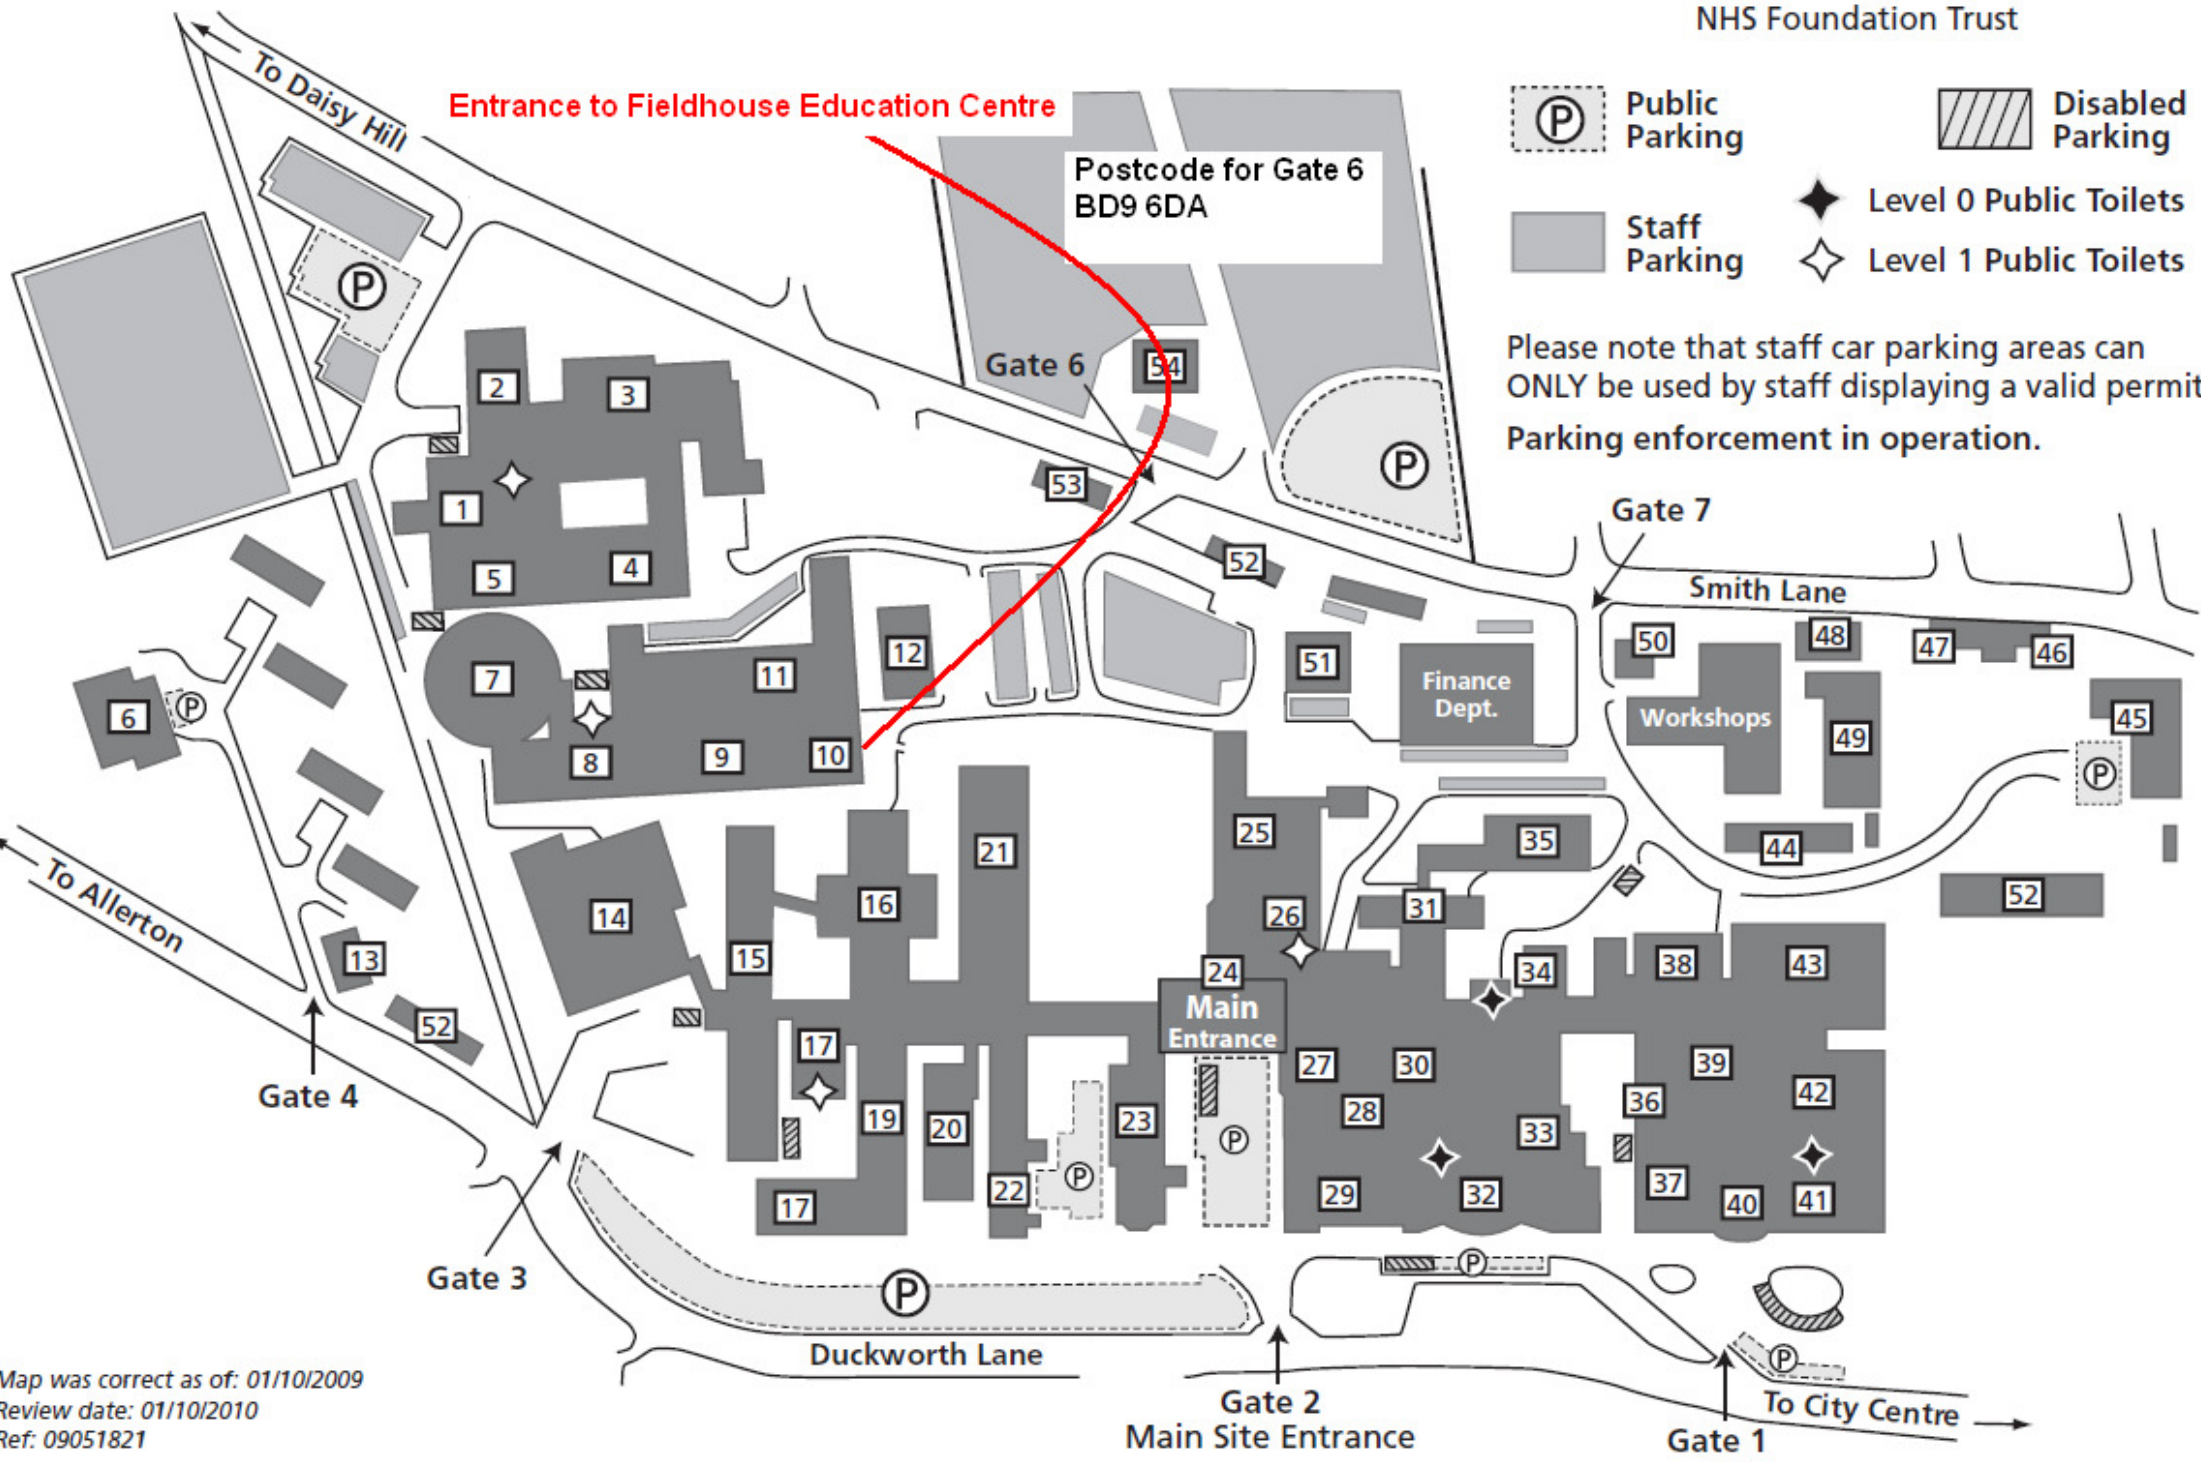 NHS Foundation Trust
P
Public
Parking
Disabled
Parking
Staff
Parking
Level 0 Public Toilets
Level 1 Public Toilets
Please note that staff car parking areas can
ONLY be used by staff displaying a valid permit
Parking enforcement in operation.
To Daisy Hill
Entrance to Fieldhouse Education Centre
Postcode for Gate 6
BD9 6DA
P
Gate 6
54
2
3
P
53
1
Gate 7
5
4
52
Smith Lane
7
12
11
51
Finance
Dept.
50
48
47
46
Workshops
49
45
P
6
P
8
9
10
21
25
35
44
52
To Allerton
14
16
26
31
13
15
24
34
38
43
52
Main
Entrance
17
27
30
39
Gate 4
28
36
42
19
20
23
P
33
P
22
29
32
37
40
41
17
Gate 3
P
P
Duckworth Lane
P
Gate 2
Main Site Entrance
To City Centre
Gate 1
Map was correct as of: 01/10/2009
Review date: 01/10/2010
Ref: 09051821